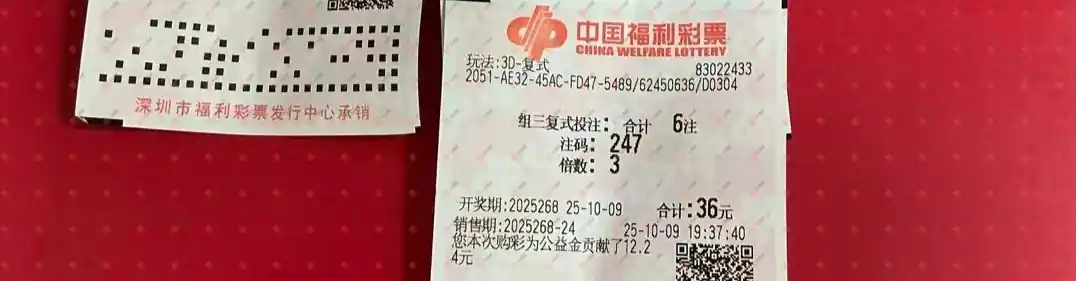 深圳市福利彩票发行中心承销
中国福利彩票
CHINA WELFARE LOTTERY
玩法:3D-复式
83022433
2051-AE32-45AC-FD47-5489/62450636/D0304
组三复式投注: 合计 6注
注码: 247
倍数: 3
开奖期:2025268 25-10-09 合计:36元
销售期:2025268-24 25-10-09 19:37:40
您本次购彩为公益金贡献了12.2
4元